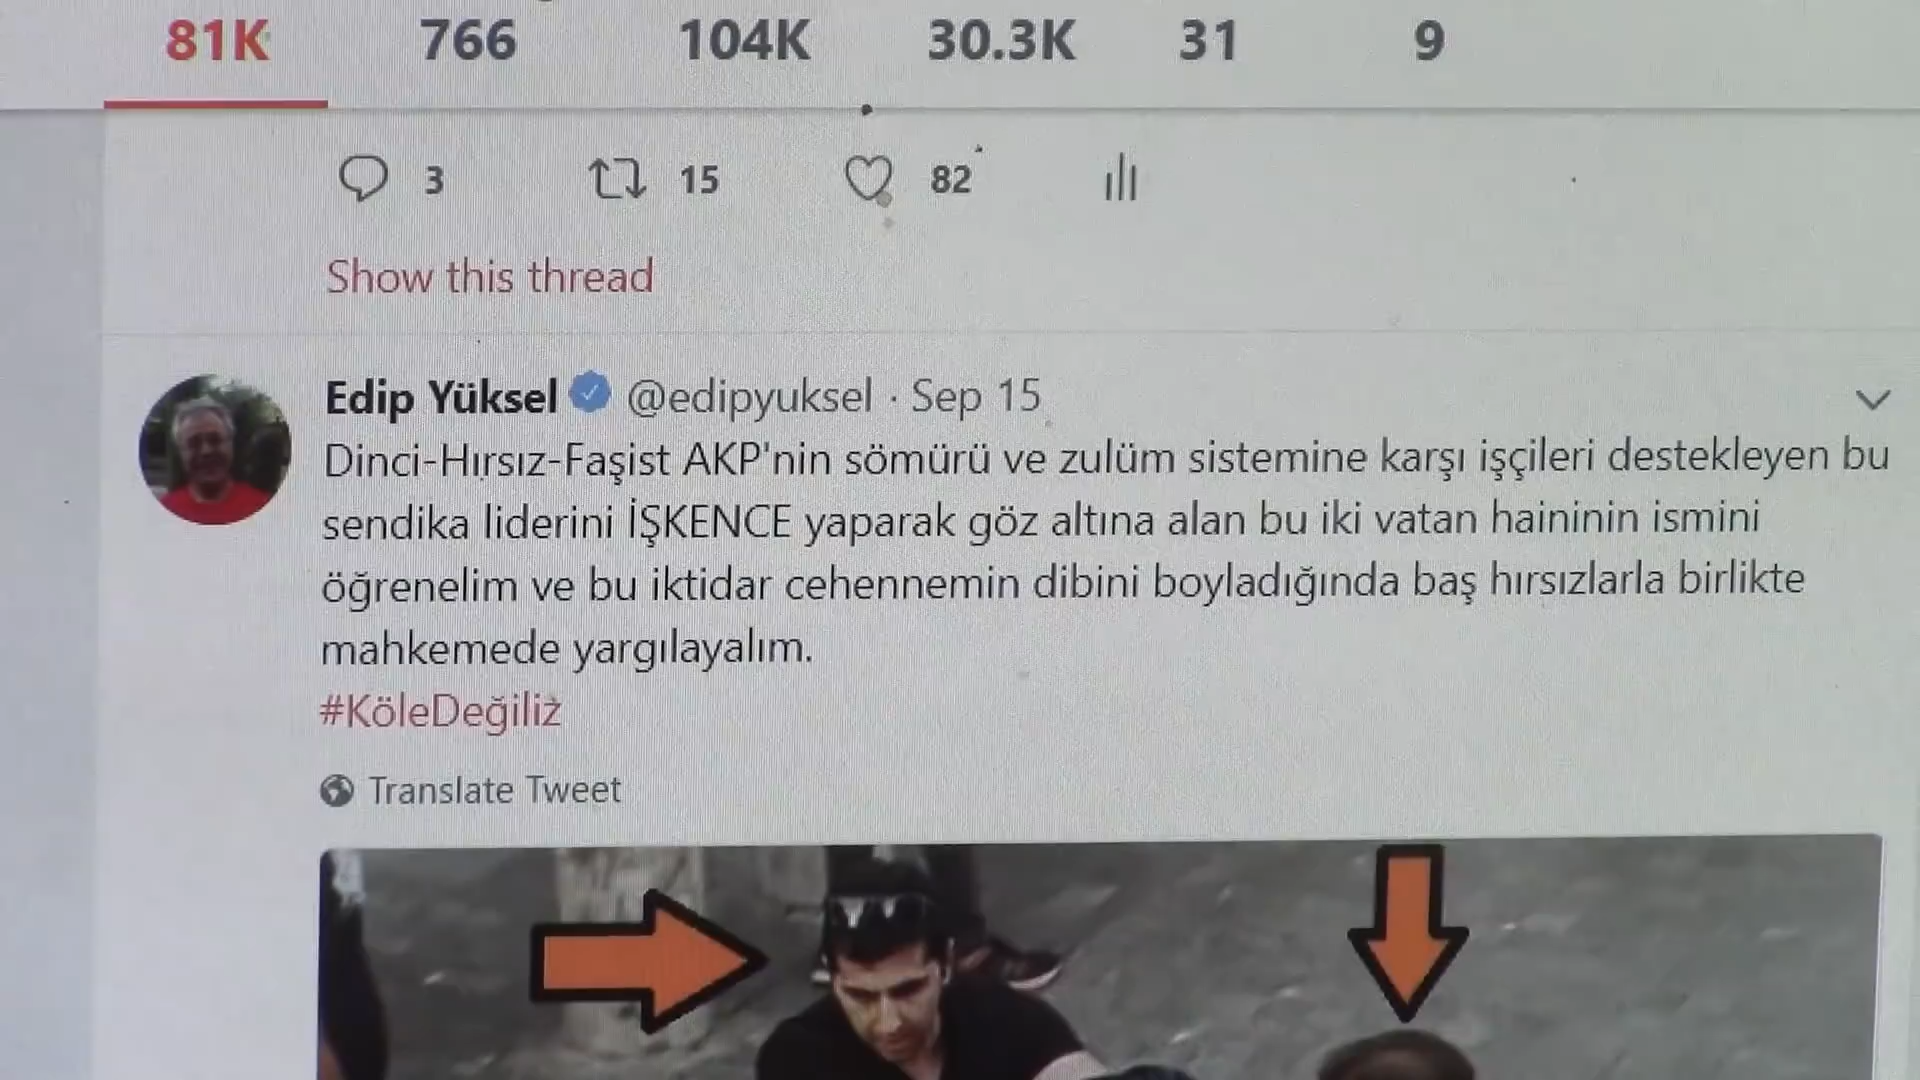 81K 766 104K 30.3K 31 9
3 15 82
Show this thread
Edip Yüksel @edipyuksel · Sep 15
Dinci-Hırsız-Faşist AKP'nin sömürü ve zulüm sistemine karşı işçileri destekleyen bu
sendika liderini İŞKENCE yaparak göz altına alan bu iki vatan haininin ismini
öğrenelim ve bu iktidar cehennemin dibini boyladığında baş hırsızlarla birlikte
mahkemede yargılayalım.
#KöleDeğiliz
Translate Tweet